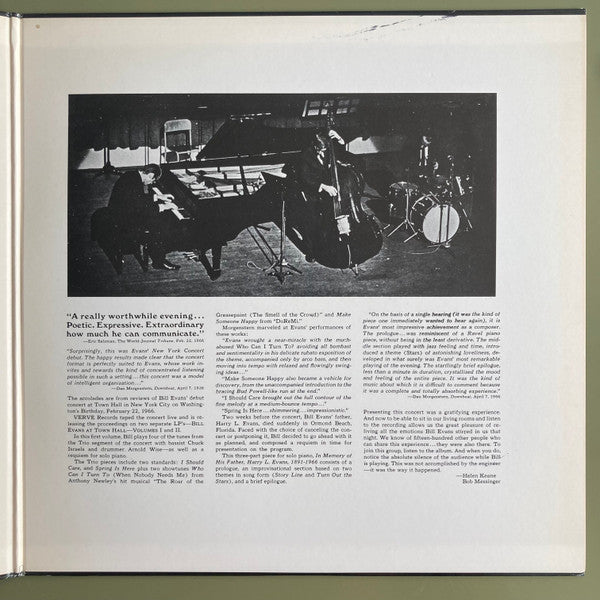 "A really worthwhile evening...
Poetic. Expressive. Extraordinary
how much he can communicate."
—Eric Salzman, The World Journal Tribune, Feb. 22, 1966
"Surprisingly, this was Evans' New York Concert
debut. The happy results made clear that the concert
format is perfectly suited to Evans, whose work in-
vites and rewards the kind of concentrated listening
possible in such a setting... this concert was a model
of intelligent organization..."
—Dan Morgenstern, Downbeat, April 7, 1966
The accolades are from reviews of Bill Evans' debut
concert at Town Hall in New York City on Washing-
ton's Birthday, February 22, 1966.
VERVE Records taped the concert live and is re-
leasing the proceedings on two separate LP's—BILL
EVANS AT TOWN HALL—VOLUMES I and II.
In this first volume, Bill plays four of the tunes from
the Trio segment of the concert with bassist Chuck
Israels and drummer, Arnold Wise—as well as a
requiem for solo piano.
The Trio pieces include two standards: I Should
Care, and Spring Is Here plus two showtunes Who
Can I Turn To (When Nobody Needs Me) from
Anthony Newley's hit musical "The Roar of the
Greasepaint (The Smell of the Crowd)" and Make
Someone Happy from "DoReMi."
Morgenstern marveled at Evans' performances of
these works:
"Evans wrought a near-miracle with the much-
abused Who Can I Turn To? avoiding all bombast
and sentimentality in his delicate rubato exposition of
the theme, accompanied only by arco bass, and then
moving into tempo with relaxed and flowingly swing-
ing ideas..."
"Make Someone Happy also became a vehicle for
discovery, from the unaccompanied introduction to the
hearing Bud Powell-like run at the end."
"I Should Care brought out the full contour of the
fine melody at a medium-bounce tempo..."
"Spring Is Here... shimmering...impressionistic."
Two weeks before the concert, Bill Evans' father,
Harry L. Evans, died suddenly in Ormond Beach,
Florida. Faced with the choice of canceling the con-
cert or postponing it, Bill decided to go ahead with it
as planned, and composed a requiem in time for
presentation on the program.
This three-part piece for solo piano, In Memory of
His Father, Harry L. Evans, 1891-1966 consists of a
prologue, an improvisational section based on two
themes in song form (Story Line and Turn Out the
Stars), and a brief epilogue.
"On the basis of a single hearing (it was the kind of
piece one immediately wanted to hear again), it is
Evans' most impressive achievement as a composer.
The prologue...was reminiscent of a Ravel piano
piece, without being in the least derivative. The mid-
dle section played with jazz feeling and time, intro-
duced a theme (Stars) of astonishing loveliness, de-
veloped in what surely was Evans' most remarkable
playing of the evening. The startlingly brief epilogue,
less than a minute in duration, crystallized the mood
and feeling of the entire piece. It was the kind of
music about which it is difficult to comment because
it was a complete and totally absorbing experience."
—Dan Morgenstern, Downbeat, April 7, 1966
Presenting this concert was a gratifying experience.
And now to be able to sit in our living rooms and listen
to the recording allows us the great pleasure of re-
living all the emotions Bill Evans stirred in us that
night. We know of fifteen-hundred other people who
can share this experience...they were also there. To
join this group, listen to the album. And when you do,
notice the absolute silence of the audience while Bill
is playing. This was not accomplished by the engineer
—it was the way it happened.
—Helen Keane
Bob Messinger